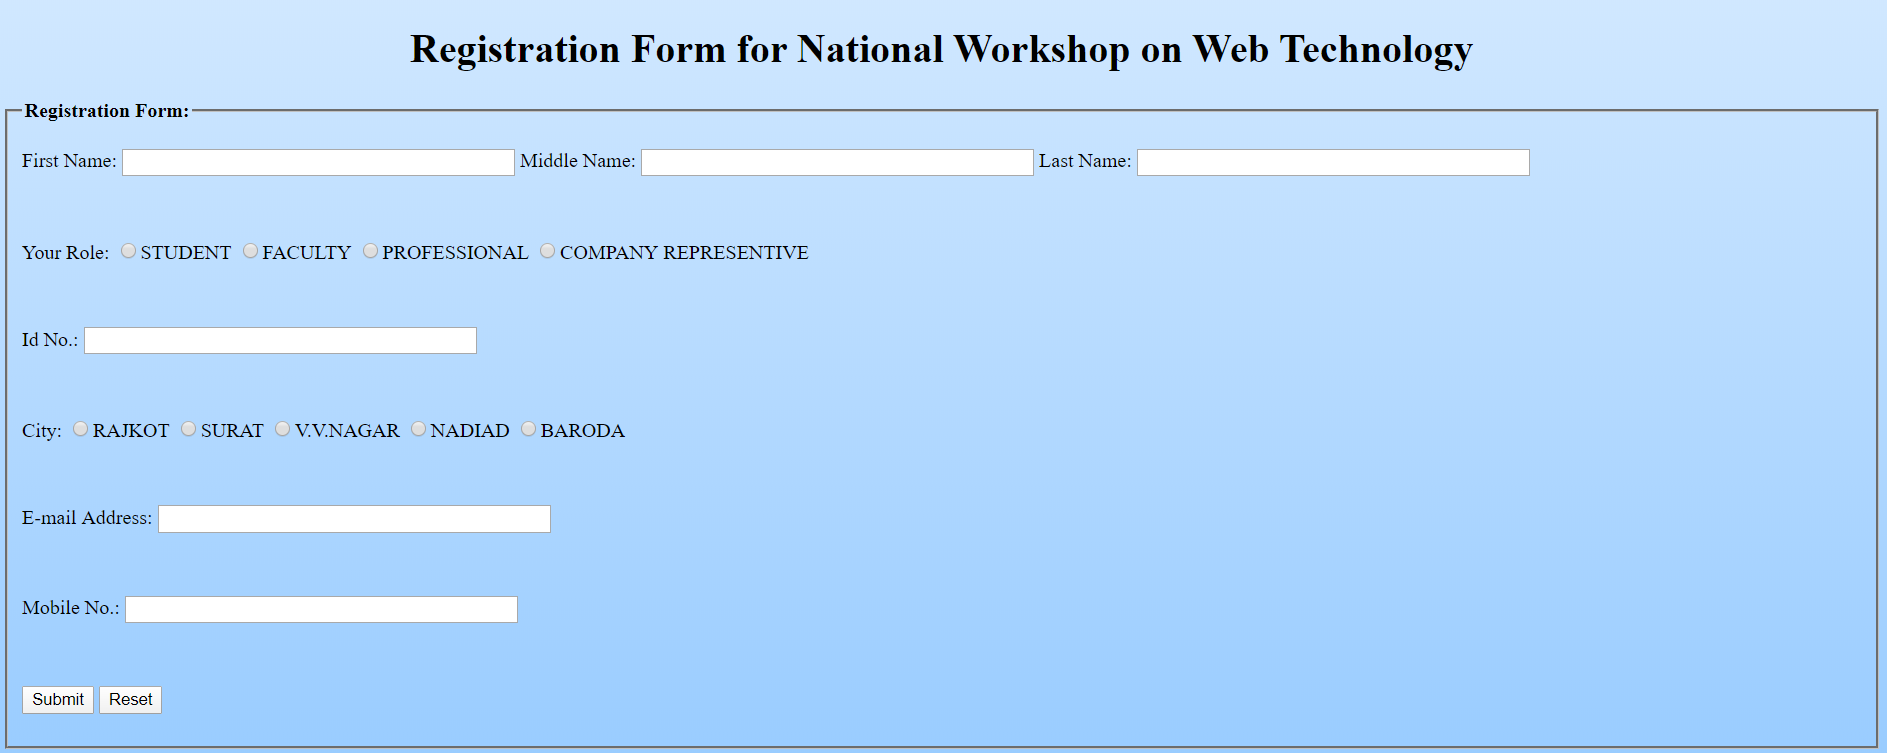 Registration Form for National Workshop on Web Technology
Registration Form:
First Name: Middle Name: Last Name:
Your Role: STUDENT FACULTY PROFESSIONAL COMPANY REPRESENTIVE
Id No.:
City: RAJKOT SURAT V.V.NAGAR NADIAD BARODA
E-mail Address:
Mobile No.:
Submit Reset